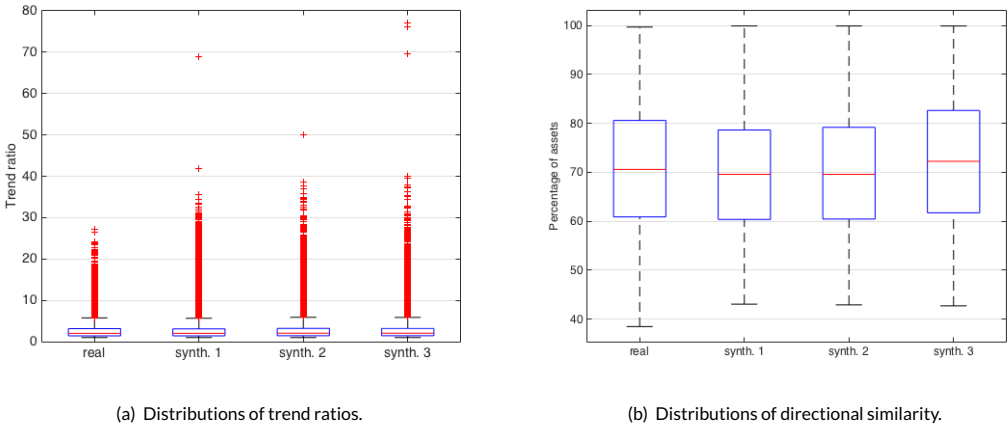 80
70
60
50
40
30
20
10
0
Trend ratio
real synth. 1 synth. 2 synth. 3
(a) Distributions of trend ratios.
100
90
80
70
60
50
40
Percentage of assets
real synth. 1 synth. 2 synth. 3
(b) Distributions of directional similarity.